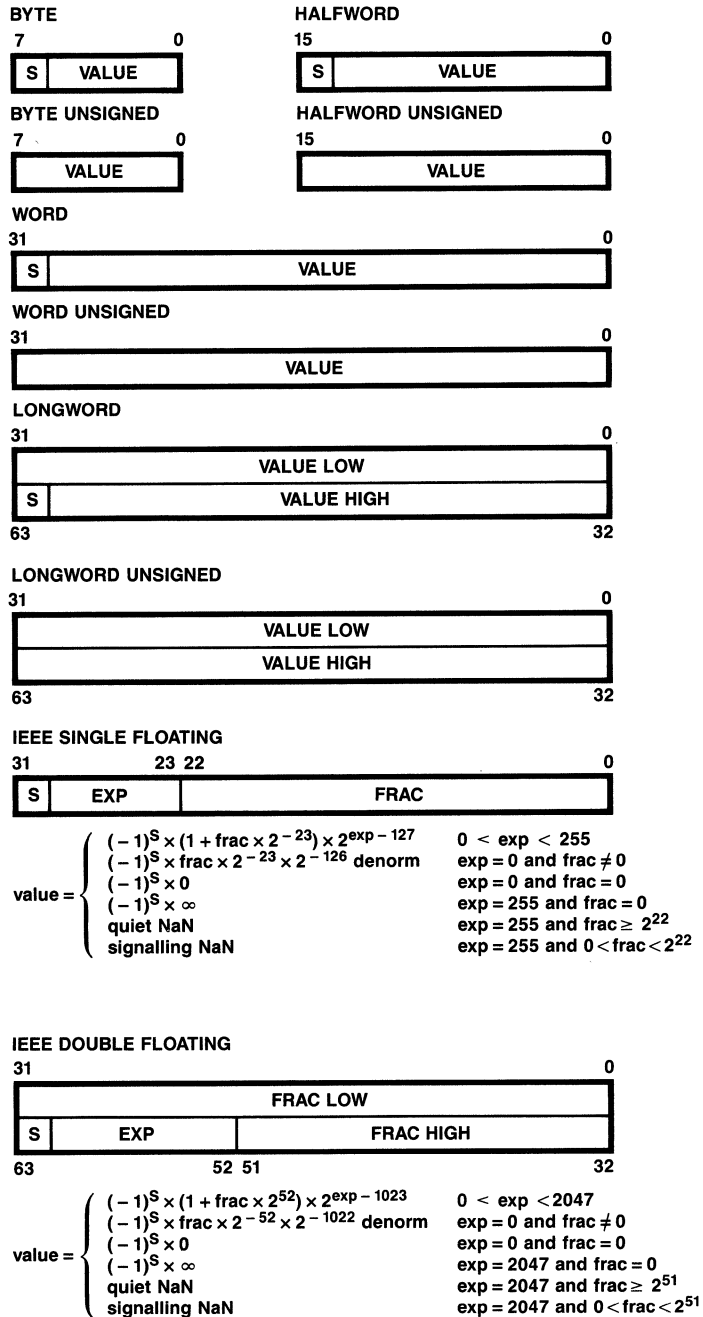 BYTE HALFWORD
7 0 15 0
S VALUE S VALUE
BYTE UNSIGNED HALFWORD UNSIGNED
7 0 15 0
VALUE VALUE
WORD
31 0
S VALUE
WORD UNSIGNED
31 0
VALUE
LONGWORD
31 0
VALUE LOW
S VALUE HIGH
63 32
LONGWORD UNSIGNED
31 0
VALUE LOW
VALUE HIGH
63 32
IEEE SINGLE FLOATING
31 23 22 0
S EXP FRAC
(−1)^S × (1 + frac × 2^−23) × 2^exp − 127 0 < exp < 255
(−1)^S × frac × 2^−23 × 2^−126 denorm exp = 0 and frac ≠ 0
(−1)^S × 0 exp = 0 and frac = 0
value = (−1)^S × ∞ exp = 255 and frac = 0
quiet NaN exp = 255 and frac ≥ 2^22
signalling NaN exp = 255 and 0 < frac < 2^22
IEEE DOUBLE FLOATING
31 0
FRAC LOW
S EXP FRAC HIGH
63 52 51 32
(−1)^S × (1 + frac × 2^52) × 2^exp − 1023 0 < exp < 2047
(−1)^S × frac × 2^−52 × 2^−1022 denorm exp = 0 and frac ≠ 0
(−1)^S × 0 exp = 0 and frac = 0
value = (−1)^S × ∞ exp = 2047 and frac = 0
quiet NaN exp = 2047 and frac ≥ 2^51
signalling NaN exp = 2047 and 0 < frac < 2^51